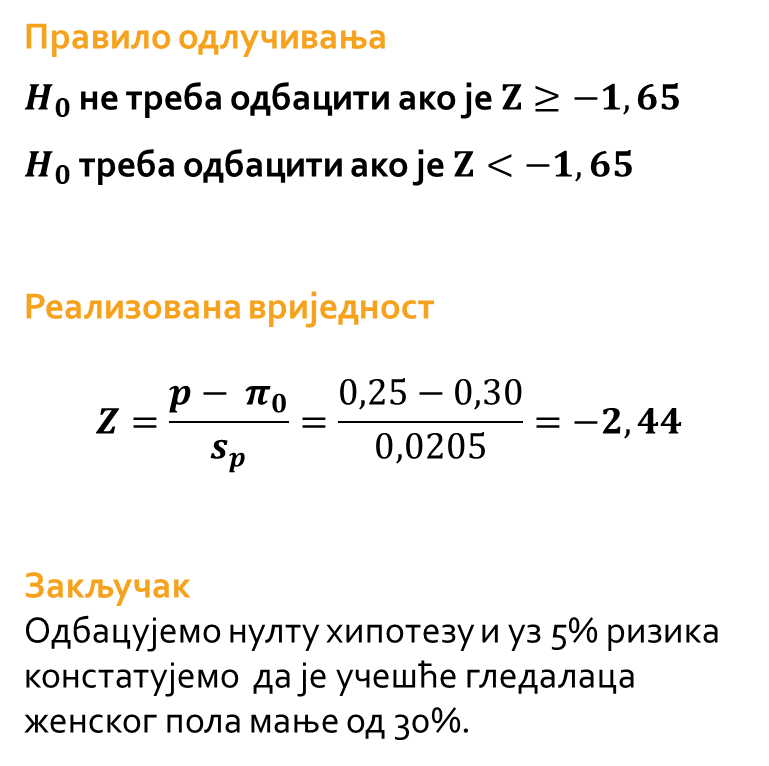 Правило одлучивања
H₀ не треба одбацити ако је Z ≥ −1,65
H₀ треба одбацити ако је Z < −1,65
Реализована вриједност
Z = (p − π₀) / sₚ = (0,25 − 0,30) / 0,0205 = −2,44
Закључак
Одбацујемо нулту хипотезу и уз 5% ризика
констатујемо да је учешће гледалаца
женског пола мање од 30%.